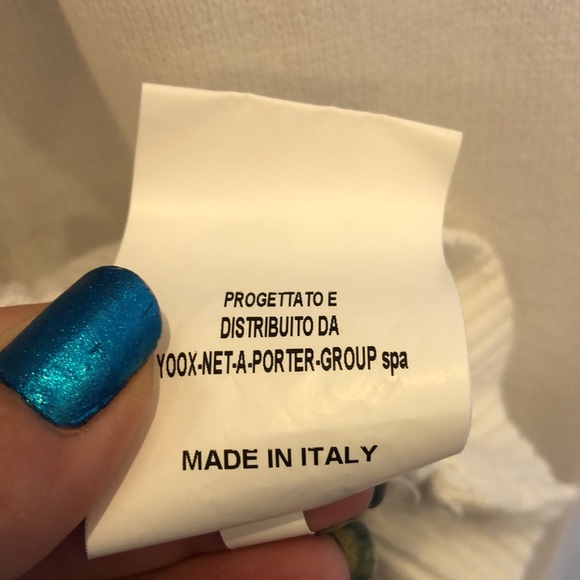 PROGETTATO E
DISTRIBUITO DA
YOOX-NET-A-PORTER-GROUP spa
MADE IN ITALY